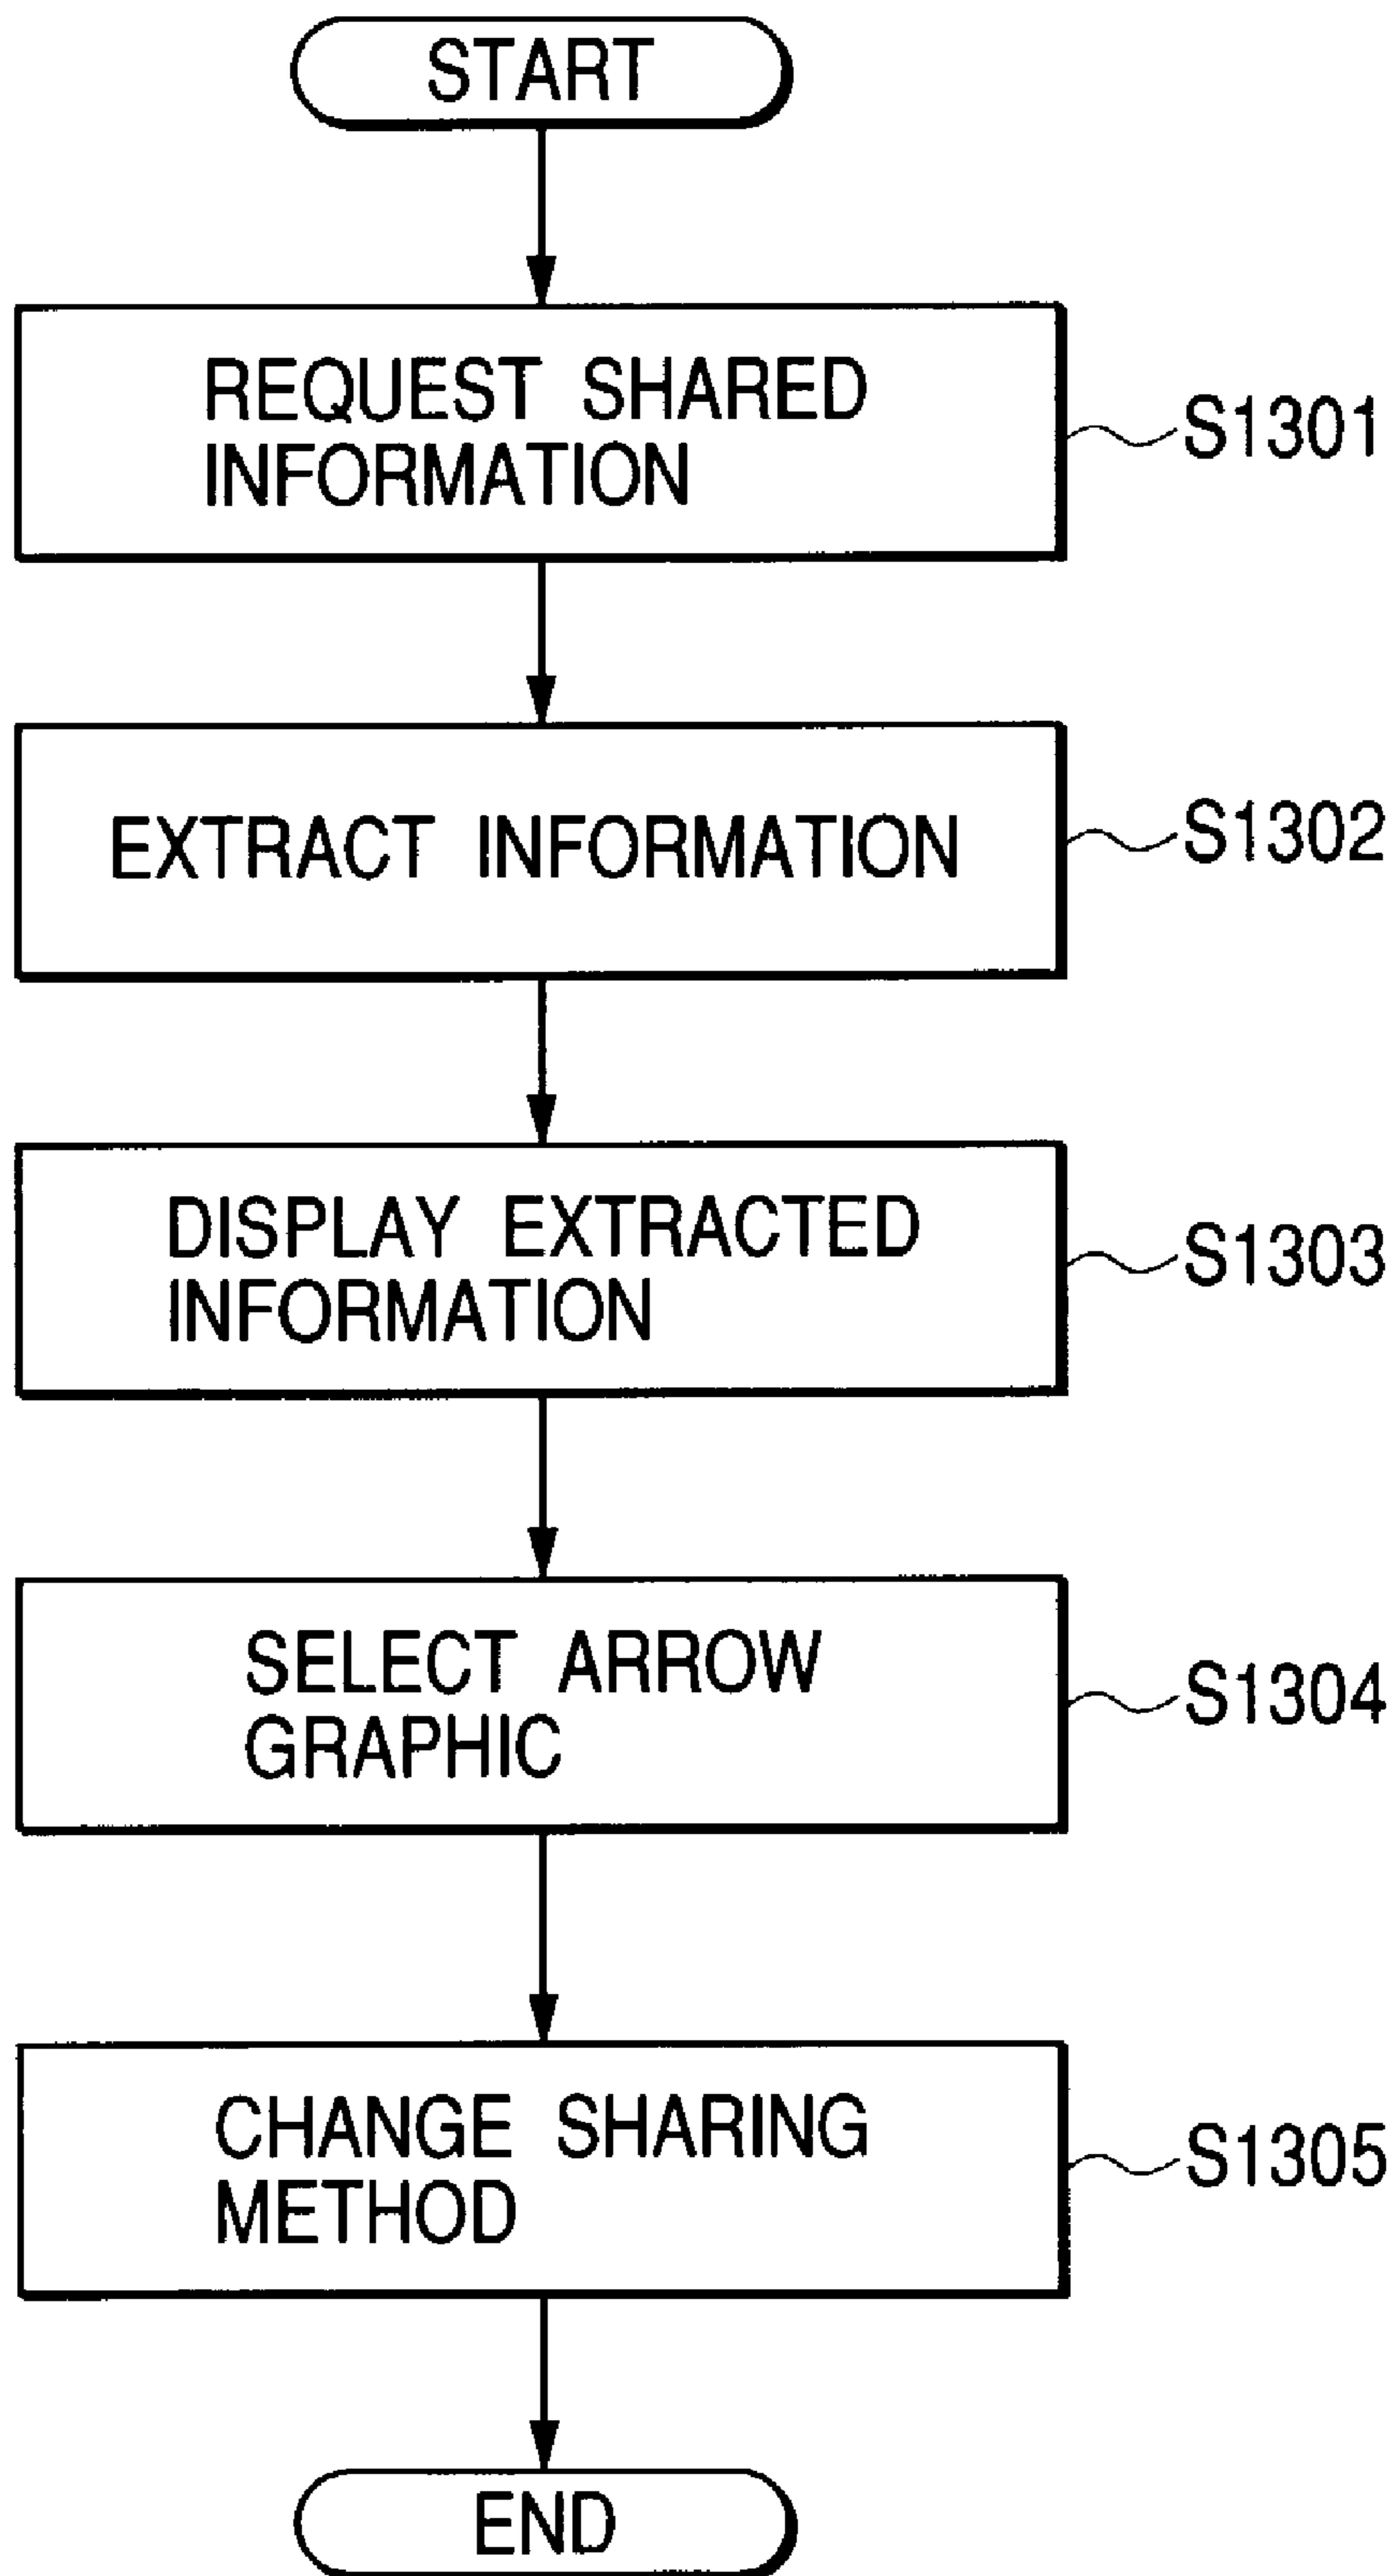 START
REQUEST SHARED
INFORMATION
S1301
EXTRACT INFORMATION
S1302
DISPLAY EXTRACTED
INFORMATION
S1303
SELECT ARROW
GRAPHIC
S1304
CHANGE SHARING
METHOD
S1305
END